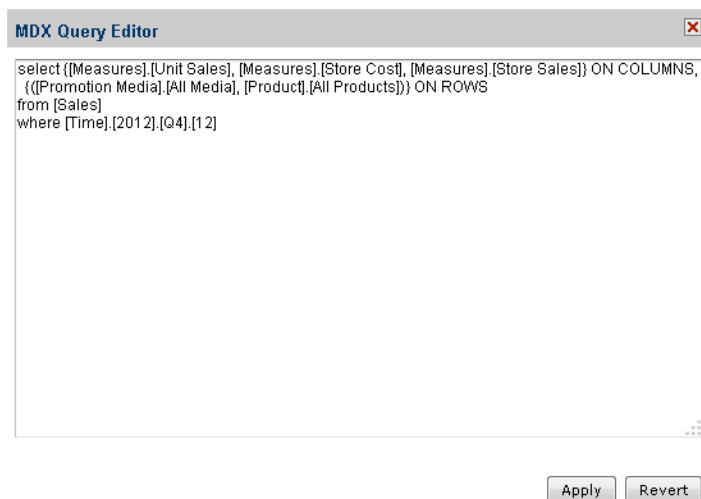 MDX Query Editor
select {[Measures].[Unit Sales], [Measures].[Store Cost], [Measures].[Store Sales]} ON COLUMNS,
{([Promotion Media].[All Media], [Product].[All Products])} ON ROWS
from [Sales]
where [Time].[2012].[Q4].[12]
Apply Revert